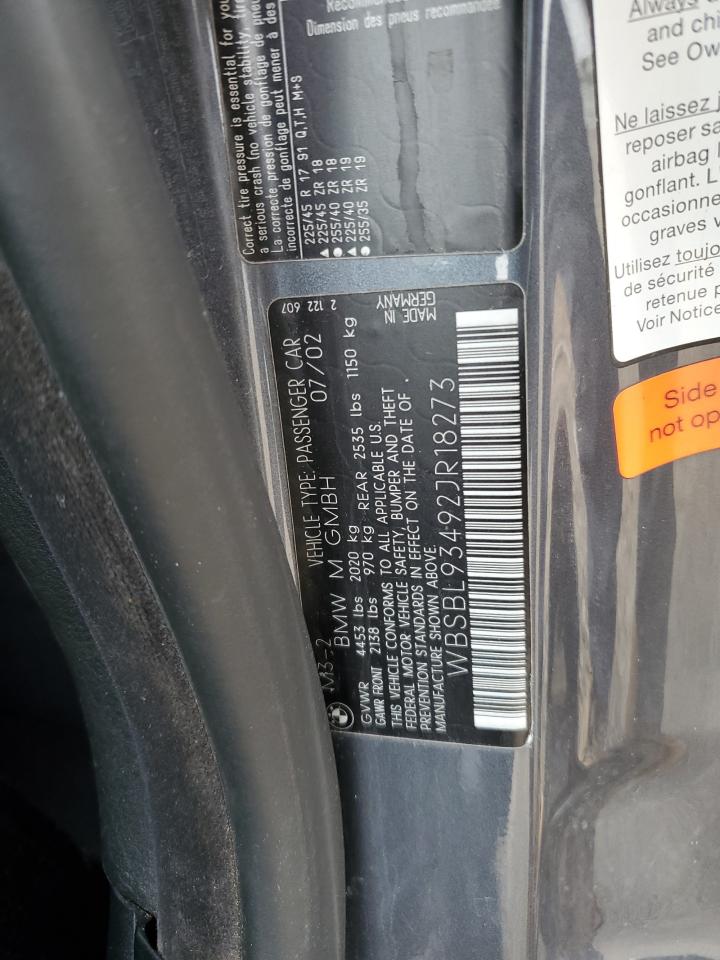 Correct tire pressure is essential for you
a serious crash (no vehicle stability, tire
La correcte pression de gonflage de pneu
incorrecte de gonflage peut mener à des
225/45 R 17 91 Q,T,H M+S
▲ 225/45 ZR 18
● 255/40 ZR 18
▲ 225/40 ZR 19
● 255/35 ZR 19
Dimension des pneus recommandées
M3-2 VEHICLE TYPE: PASSENGER CAR 2 122 607
BMW M GMBH 07/02
GVWR 4453 lbs 2020 kg
GAWR FRONT 2138 lbs 970 kg REAR 2535 lbs 1150 kg
THIS VEHICLE CONFORMS TO ALL APPLICABLE U.S.
FEDERAL MOTOR VEHICLE SAFETY, BUMPER AND THEFT
PREVENTION STANDARDS IN EFFECT ON THE DATE OF
MANUFACTURE SHOWN ABOVE.
MADE IN
GERMANY
WBSBL93492JR18273
Always
and chi
See Ow
Ne laissez j
reposer sa
airbag l
gonflant. L'
occasionne
graves v
Utilisez toujo
de sécurité
retenue p
Voir Notice
Side
not op